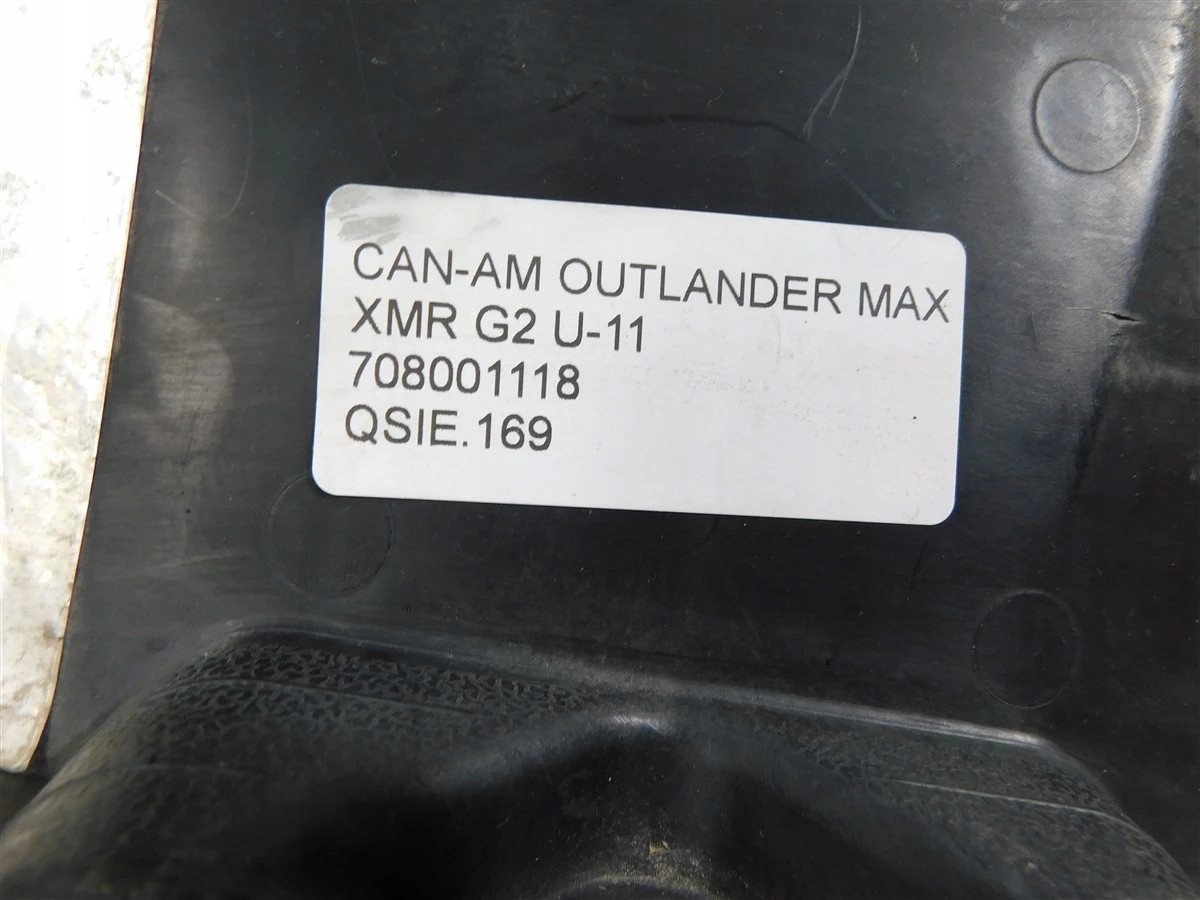 CAN-AM OUTLANDER MAX
XMR G2 U-11
708001118
QSIE.169